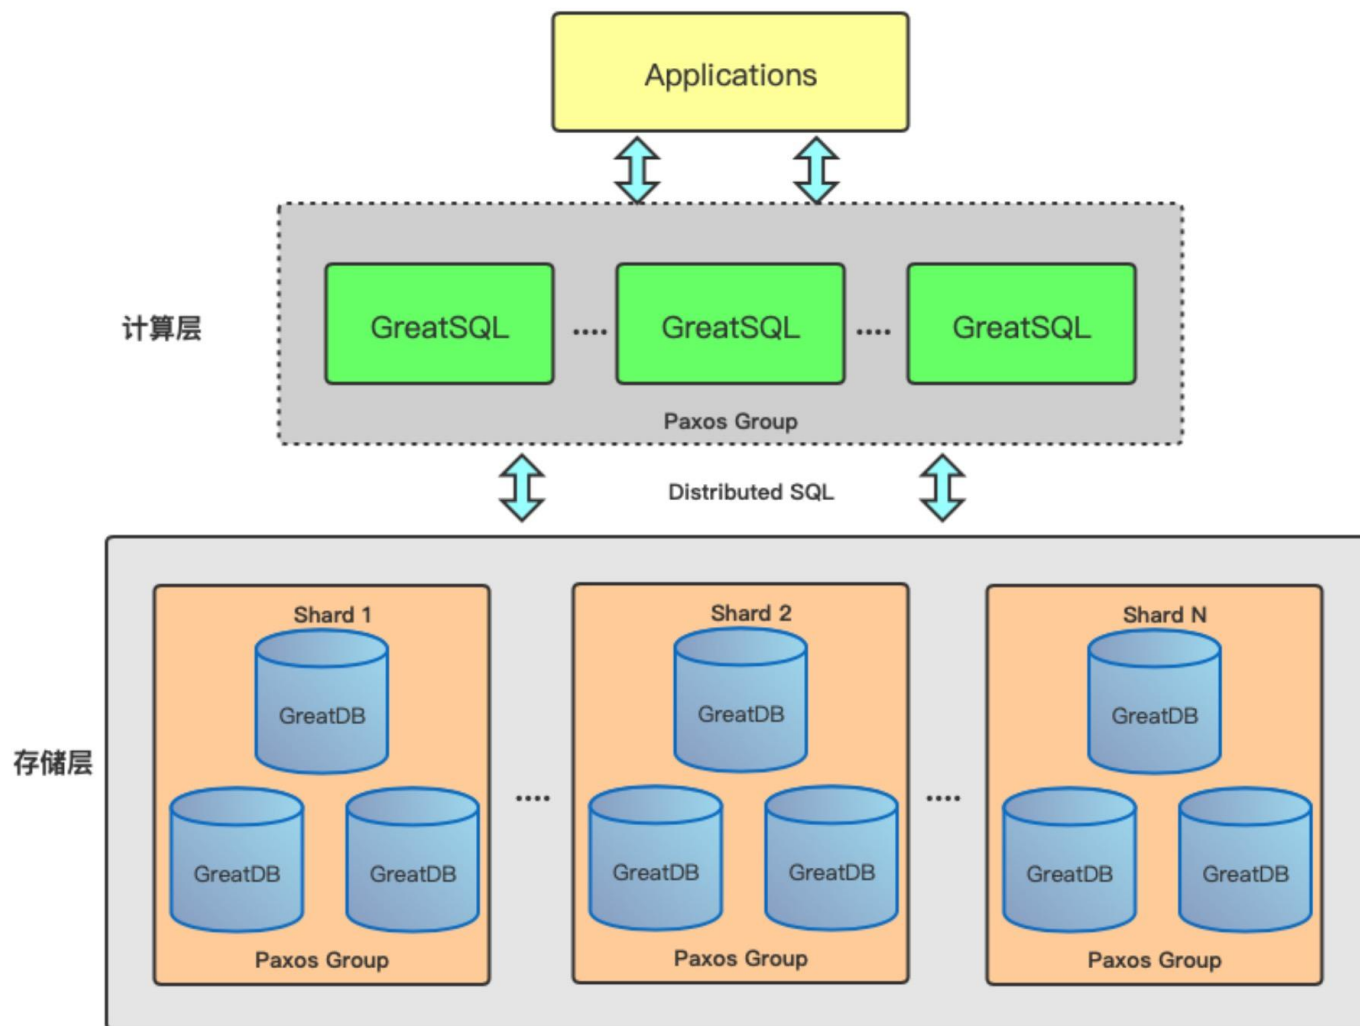 Applications
计算层
GreatSQL .... GreatSQL .... GreatSQL
Paxos Group
Distributed SQL
存储层
Shard 1
GreatDB
GreatDB GreatDB
Paxos Group
....
Shard 2
GreatDB
GreatDB GreatDB
Paxos Group
....
Shard N
GreatDB
GreatDB GreatDB
Paxos Group